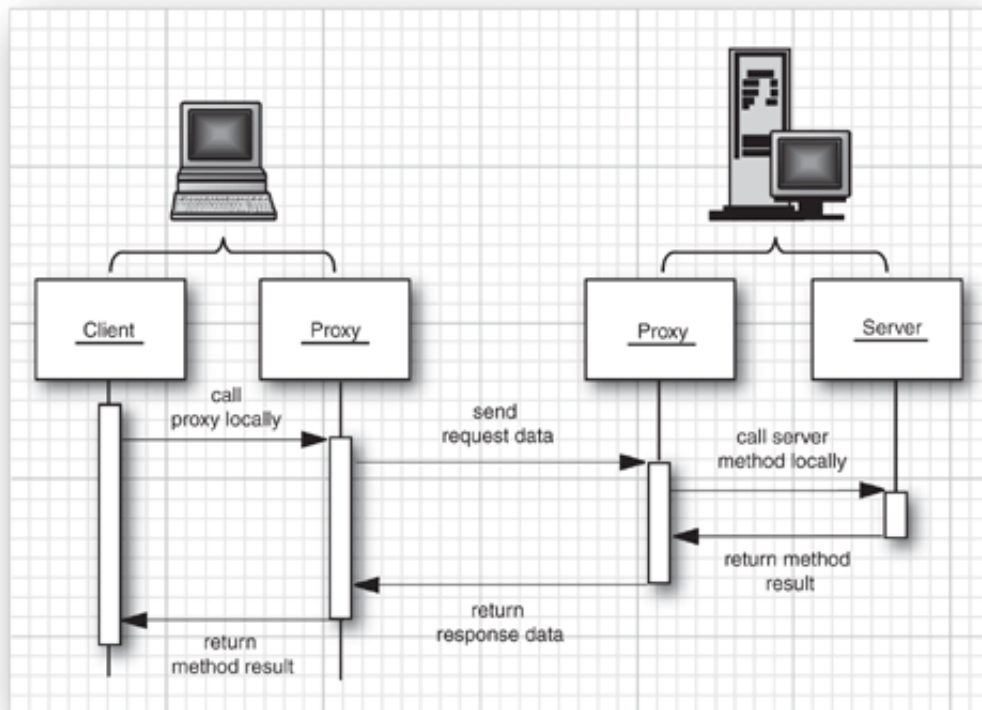 Client
Proxy
Proxy
Server
call
proxy locally
send
request data
call server
method locally
return method
result
return
response data
return
method result